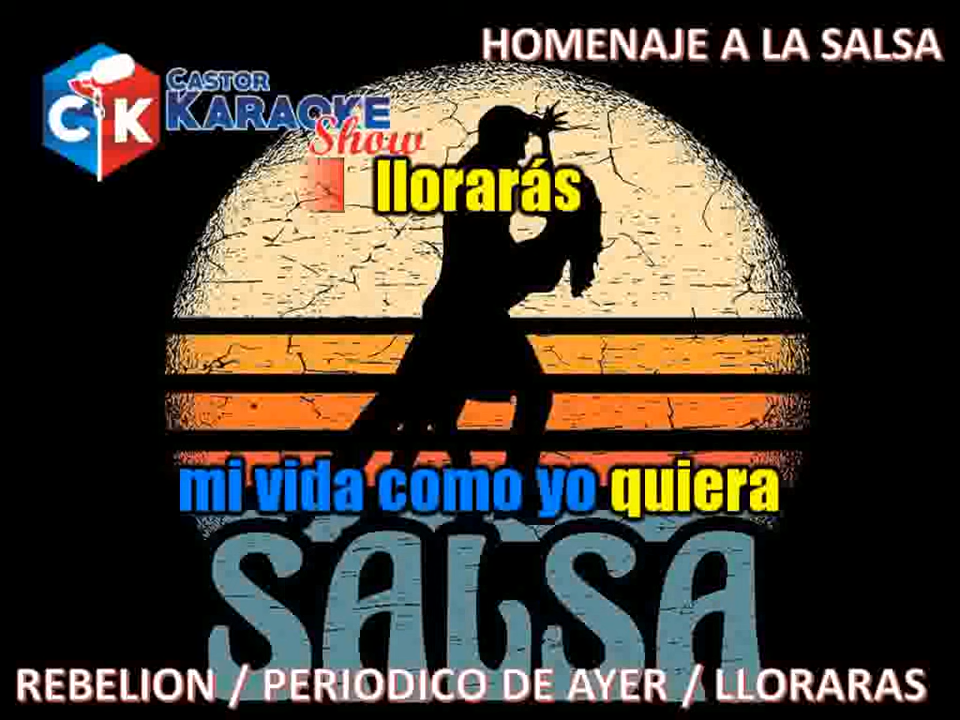 HOMENAJE A LA SALSA
CK
CASTOR
KARAOKE
Show
llorarás
mi vida como yo quiera
SALSA
REBELION / PERIODICO DE AYER / LLORARAS